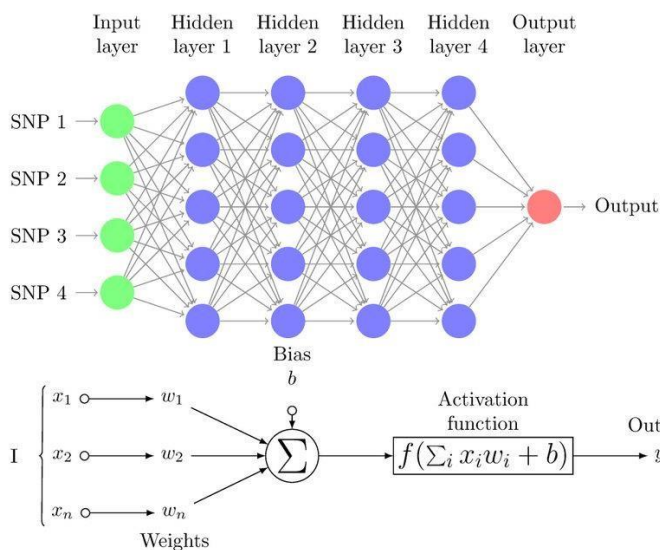 Input layer
Hidden layer 1
Hidden layer 2
Hidden layer 3
Hidden layer 4
Output layer
SNP 1
SNP 2
SNP 3
SNP 4
Output
Bias
b
I
x₁
w₁
x₂
w₂
xₙ
wₙ
Weights
∑
Activation
function
f(∑ᵢ xᵢwᵢ + b)
Out
y